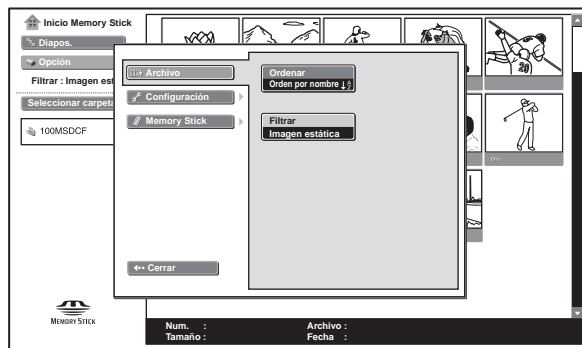 Inicio Memory Stick
Diapos.
Opción
Filtrar : Imagen est
Seleccionar carpeta
100MSDCF
Archivo
Configuración
Memory Stick
Cerrar
Ordenar
Orden por nombre
Filtrar
Imagen estática
20
MEMORY STICK
Num. :
Archivo :
Tamaño :
Fecha :